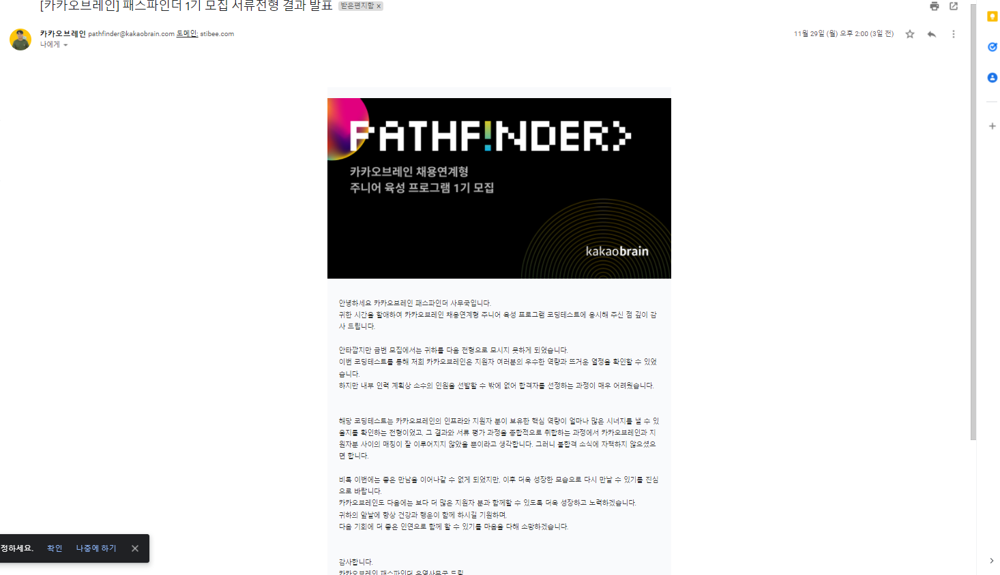 [카카오브레인] 패스파인더 1기 모집 서류전형 결과 발표 받은편지함 ×
카카오브레인 pathfinder@kakaobrain.com 도메인: stibee.com
11월 29일 (월) 오후 2:00 (3일 전)
나에게
PATHF!NDER>
카카오브레인 채용연계형
주니어 육성 프로그램 1기 모집
kakaobrain
안녕하세요 카카오브레인 패스파인더 사무국입니다.
귀한 시간을 할애하여 카카오브레인 채용연계형 주니어 육성 프로그램 코딩테스트에 응시해 주신 점 깊이 감
사 드립니다.
안타깝지만 금번 모집에서는 귀하를 다음 전형으로 모시지 못하게 되었습니다.
이번 코딩테스트를 통해 저희 카카오브레인은 지원자 여러분의 우수한 역량과 뜨거운 열정을 확인할 수 있었
습니다.
하지만 내부 인력 계획상 소수의 인원을 선발할 수 밖에 없어 합격자를 선정하는 과정이 매우 어려웠습니다.
해당 코딩테스트는 카카오브레인의 인프라와 지원자 분이 보유한 핵심 역량이 얼마나 많은 시너지를 낼 수 있
을지를 확인하는 전형이었고, 그 결과와 서류 평가 과정을 종합적으로 취합하는 과정에서 카카오브레인과 지
원자분 사이의 매칭이 잘 이루어지지 않았을 뿐이라고 생각합니다. 그러니 불합격 소식에 자책하지 않으셨으
면 합니다.
비록 이번에는 좋은 만남을 이어나갈 수 없게 되었지만, 이후 더욱 성장한 모습으로 다시 만날 수 있기를 진심
으로 바랍니다.
카카오브레인도 다음에는 보다 더 많은 지원자 분과 함께할 수 있도록 더욱 성장하고 노력하겠습니다.
귀하의 앞날에 항상 건강과 행운이 함께 하시길 기원하며,
다음 기회에 더 좋은 인연으로 함께 할 수 있기를 마음을 다해 소망하겠습니다.
정하세요. 확인 나중에 하기
감사합니다.
카카오브레인 패스파인더 운영사무국 드림